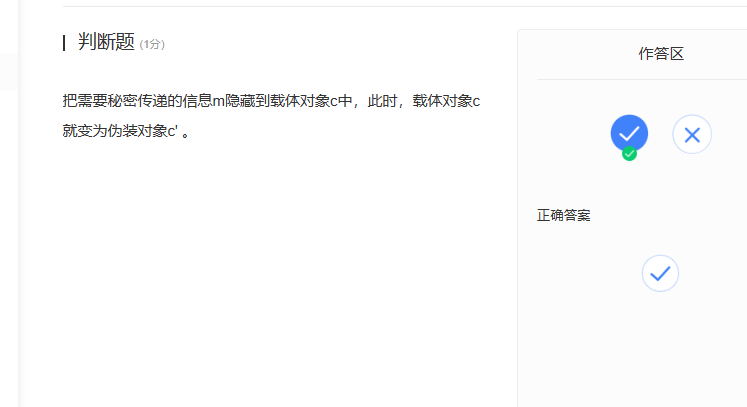 判断题 (1分)
作答区
把需要秘密传递的信息m隐藏到载体对象c中，此时，载体对象c
就变为伪装对象c' 。
正确答案